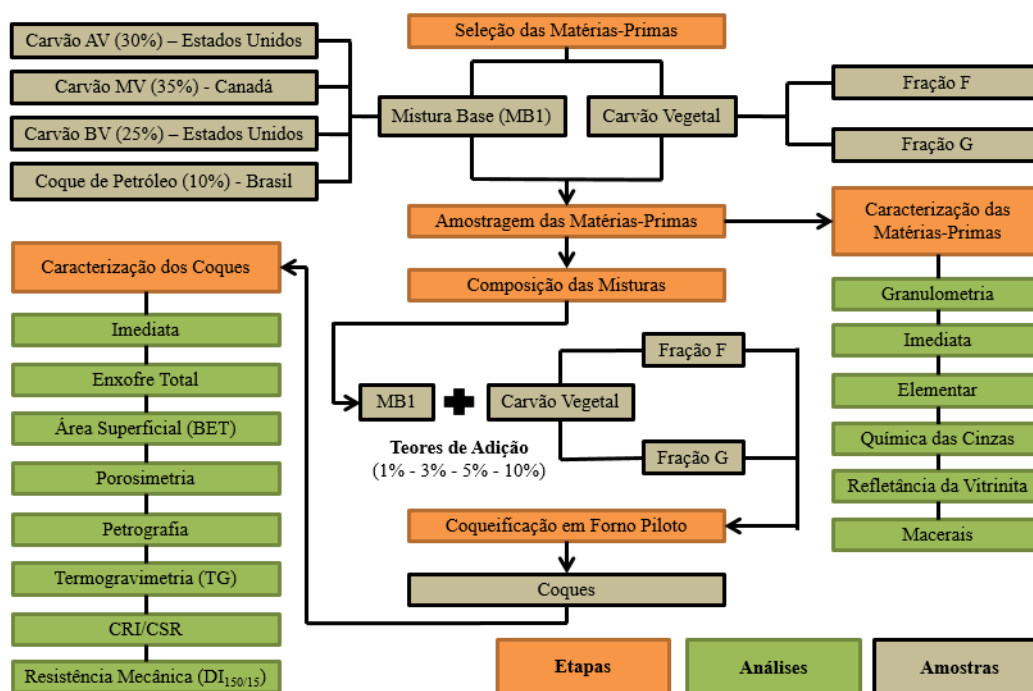 Seleção das Matérias-Primas
Carvão AV (30%) – Estados Unidos
Carvão MV (35%) - Canadá
Carvão BV (25%) – Estados Unidos
Coque de Petróleo (10%) - Brasil
Mistura Base (MB1)
Carvão Vegetal
Fração F
Fração G
Amostragem das Matérias-Primas
Caracterização das
Matérias-Primas
Granulometria
Imediata
Elementar
Química das Cinzas
Refletância da Vitrinita
Macerais
Composição das Misturas
MB1
Carvão Vegetal
Teores de Adição
(1% - 3% - 5% - 10%)
Fração F
Fração G
Coqueificação em Forno Piloto
Coques
Caracterização dos Coques
Imediata
Enxofre Total
Área Superficial (BET)
Porosimetria
Petrografia
Termogravimetria (TG)
CRI/CSR
Resistência Mecânica (DI150/15)
Etapas
Análises
Amostras